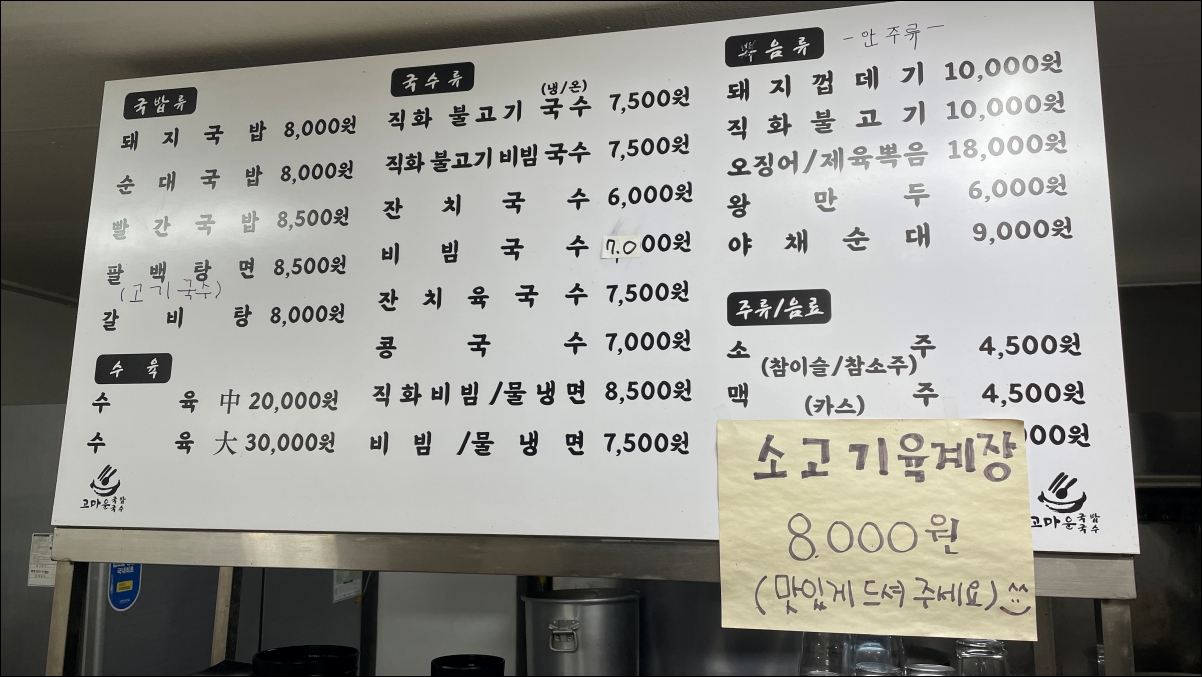 국밥류
돼지국밥 8,000원
순대국밥 8,000원
빨간국밥 8,500원
팔백탕면 8,500원
(고기국수)
갈비탕 8,000원
수육
수육 中 20,000원
수육 大 30,000원
고마운 국밥 국수
국수류
(냉/온)
직화 불고기 국수 7,500원
직화 불고기 비빔 국수 7,500원
잔치국수 6,000원
비빔국수 7,000원
잔치육국수 7,500원
콩국수 7,000원
직화비빔/물냉면 8,500원
비빔/물냉면 7,500원
음류 -안주류-
돼지껍데기 10,000원
직화불고기 10,000원
오징어/제육뽁음 18,000원
왕만두 6,000원
야채순대 9,000원
주류/음료
소주 4,500원
(참이슬/참소주)
맥주 4,500원
(카스)
00원
소고기육계장
8.000원
(맛있게 드셔 주세요)^^
고마운 국밥 국수